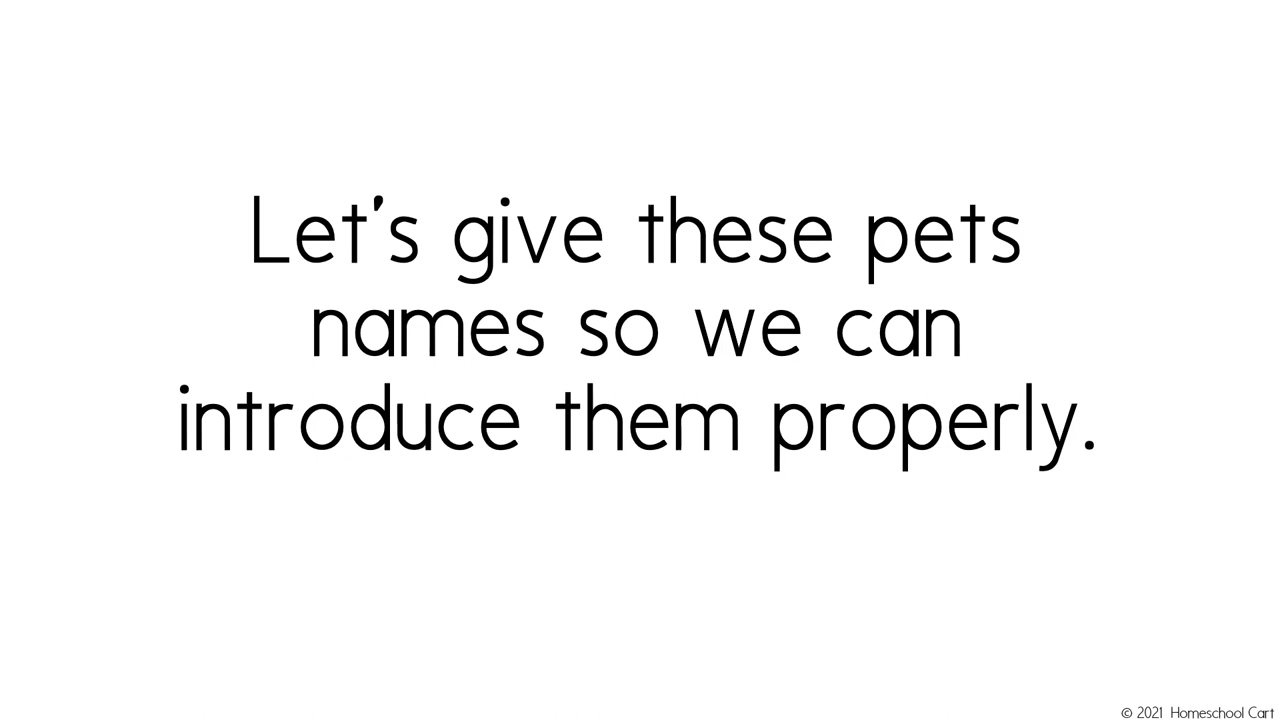 Let's give these pets
names so we can
introduce them properly.
© 2021 Homeschool Cart